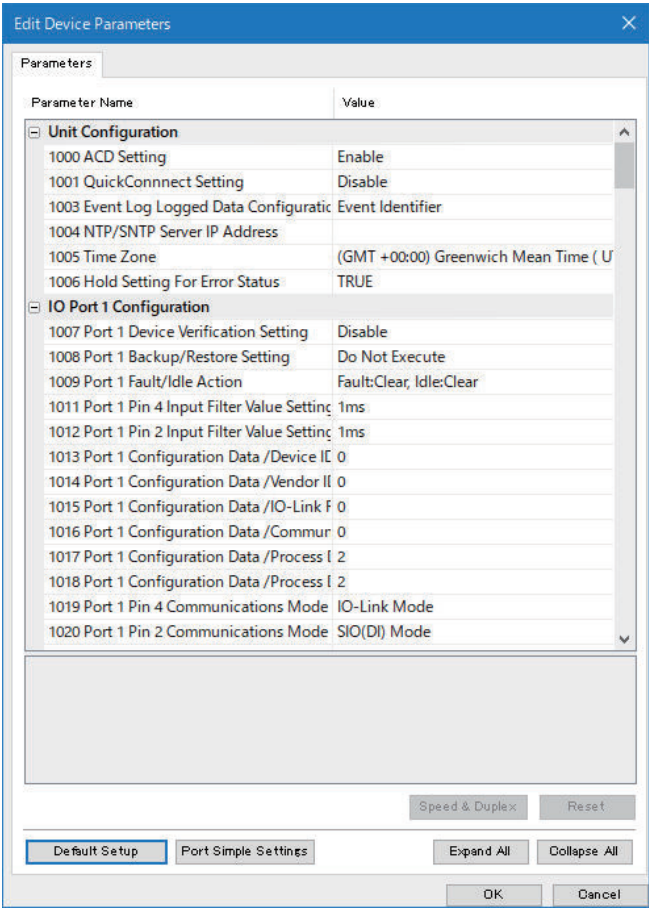 Edit Device Parameters
Parameters
Parameter Name Value
Unit Configuration
1000 ACD Setting Enable
1001 QuickConnnect Setting Disable
1003 Event Log Logged Data Configuratic Event Identifier
1004 NTP/SNTP Server IP Address
1005 Time Zone (GMT +00:00) Greenwich Mean Time ( U
1006 Hold Setting For Error Status TRUE
IO Port 1 Configuration
1007 Port 1 Device Verification Setting Disable
1008 Port 1 Backup/Restore Setting Do Not Execute
1009 Port 1 Fault/Idle Action Fault:Clear, Idle:Clear
1011 Port 1 Pin 4 Input Filter Value Setting 1ms
1012 Port 1 Pin 2 Input Filter Value Setting 1ms
1013 Port 1 Configuration Data /Device ID 0
1014 Port 1 Configuration Data /Vendor ID 0
1015 Port 1 Configuration Data /IO-Link R 0
1016 Port 1 Configuration Data /Commun 0
1017 Port 1 Configuration Data /Process D 2
1018 Port 1 Configuration Data /Process D 2
1019 Port 1 Pin 4 Communications Mode IO-Link Mode
1020 Port 1 Pin 2 Communications Mode SIO(DI) Mode
Speed & Duplex Reset
Default Setup Port Simple Settings Expand All Collapse All
OK Cancel